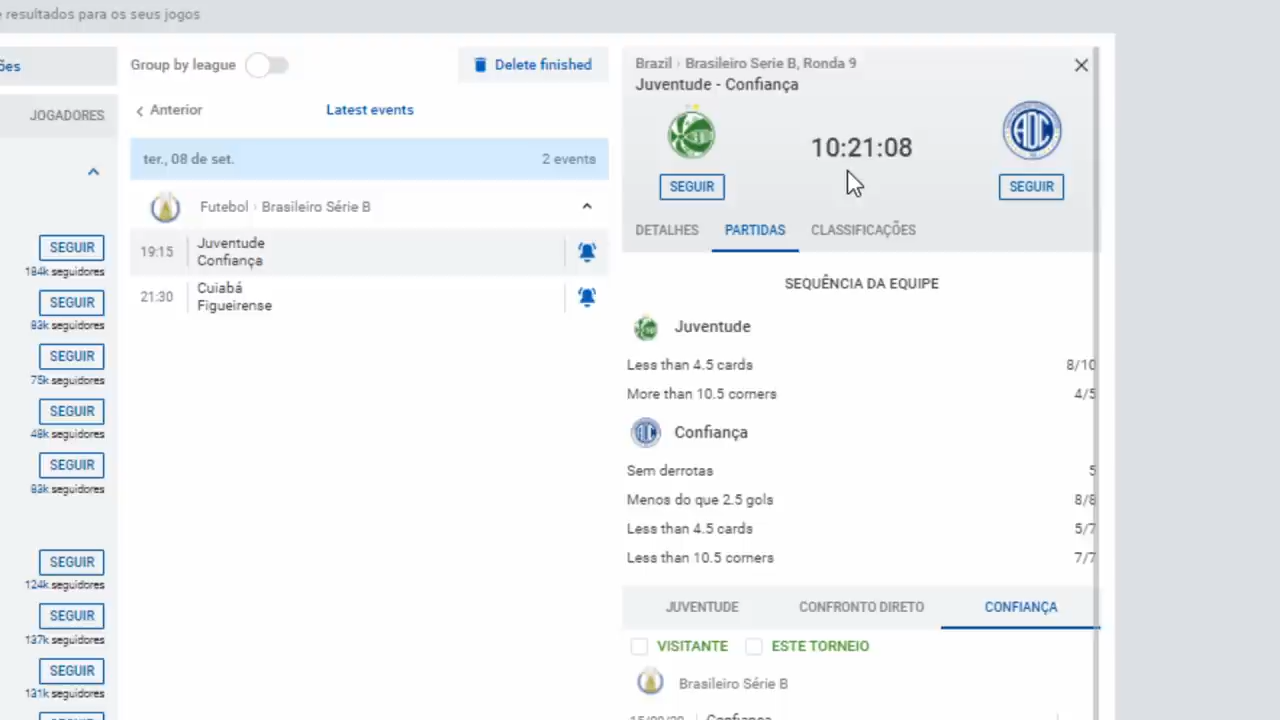 e resultados para os seus jogos
ões
JOGADORES
SEGUIR
184k seguidores
SEGUIR
83k seguidores
SEGUIR
75k seguidores
SEGUIR
48k seguidores
SEGUIR
83k seguidores
SEGUIR
124k seguidores
SEGUIR
137k seguidores
SEGUIR
131k seguidores
SEGUIR
Group by league
Delete finished
Anterior
Latest events
ter., 08 de set.
2 events
Futebol › Brasileiro Série B
19:15
Juventude
Confiança
21:30
Cuiabá
Figueirense
Brazil › Brasileiro Serie B, Ronda 9
Juventude - Confiança
10:21:08
SEGUIR
SEGUIR
DETALHES
PARTIDAS
CLASSIFICAÇÕES
SEQUÊNCIA DA EQUIPE
Juventude
Less than 4.5 cards 8/10
More than 10.5 corners 4/5
Confiança
Sem derrotas 5
Menos do que 2.5 gols 8/8
Less than 4.5 cards 5/7
Less than 10.5 corners 7/7
JUVENTUDE
CONFRONTO DIRETO
CONFIANÇA
VISITANTE
ESTE TORNEIO
Brasileiro Série B
Confiança